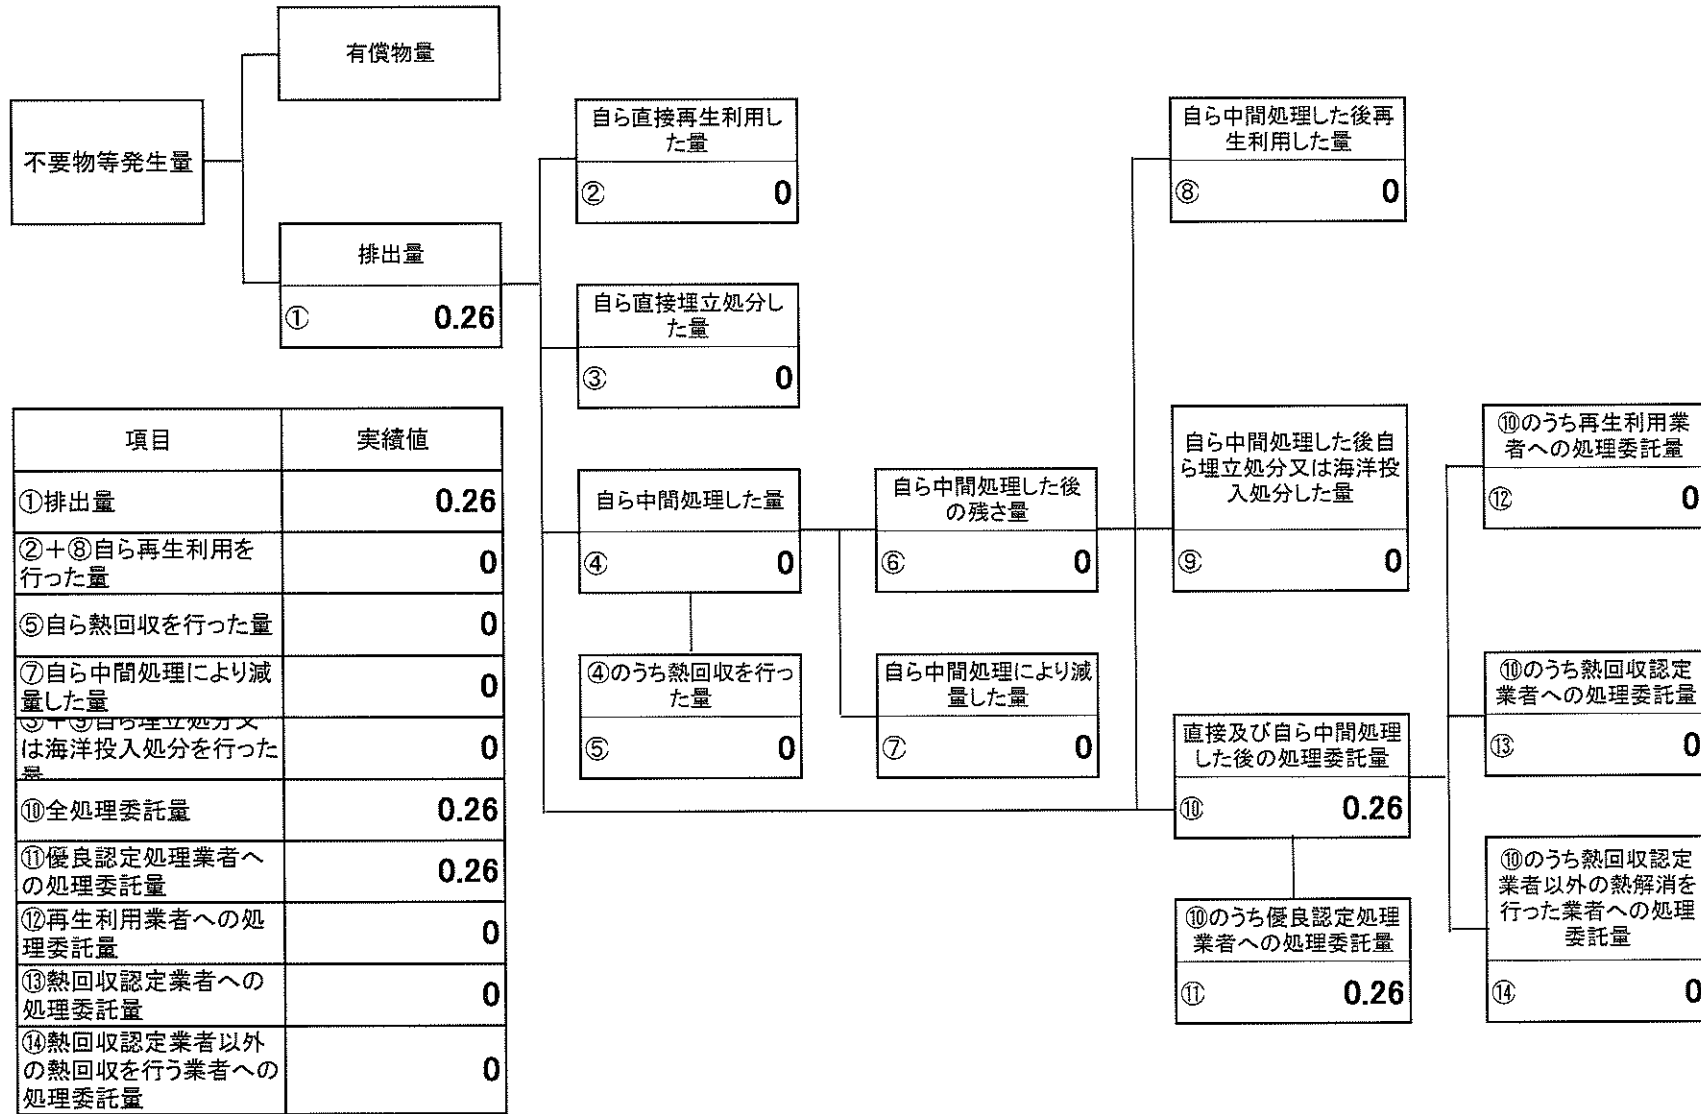 有償物量
不要物等発生量
排出量
① 0.26
自ら直接再生利用し
た量
② 0
自ら直接埋立処分し
た量
③ 0
自ら中間処理した量
④ 0
④のうち熱回収を行っ
た量
⑤ 0
自ら中間処理した後
の残さ量
⑥ 0
自ら中間処理により減
量した量
⑦ 0
自ら中間処理した後再
生利用した量
⑧ 0
自ら中間処理した後自
ら埋立処分又は海洋投
入処分した量
⑨ 0
直接及び自ら中間処理
した後の処理委託量
⑩ 0.26
⑩のうち優良認定処理
業者への処理委託量
⑪ 0.26
⑩のうち再生利用業
者への処理委託量
⑫ 0
⑩のうち熱回収認定
業者への処理委託量
⑬ 0
⑩のうち熱回収認定
業者以外の熱解消を
行った業者への処理
委託量
⑭ 0
項目 実績値
①排出量 0.26
②+⑧自ら再生利用を
行った量 0
⑤自ら熱回収を行った量 0
⑦自ら中間処理により減
量した量 0
③+⑨自ら埋立処分又
は海洋投入処分を行った
量 0
⑩全処理委託量 0.26
⑪優良認定処理業者へ
の処理委託量 0.26
⑫再生利用業者への処
理委託量 0
⑬熱回収認定業者への
処理委託量 0
⑭熱回収認定業者以外
の熱回収を行う業者への
処理委託量 0